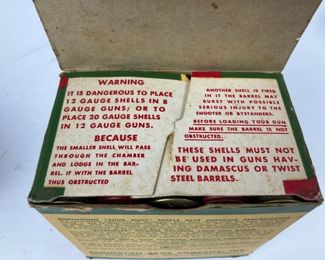 WARNING
IT IS DANGEROUS TO PLACE
12 GAUGE SHELLS IN 8
GAUGE GUNS; OR TO
PLACE 20 GAUGE SHELLS
IN 12 GAUGE GUNS.
BECAUSE
THE SMALLER SHELL WILL PASS
THROUGH THE CHAMBER
AND LODGE IN THE BAR-
REL. IF WITH THE BARREL
THUS OBSTRUCTED
ANOTHER SHELL IS FIRED
IN IT THE BARREL MAY
BURST WITH POSSIBLE
SERIOUS INJURY TO THE
SHOOTER OR BYSTANDERS.
BEFORE LOADING YOUR GUN
MAKE SURE THE BARREL IS NOT
OBSTRUCTED.
THESE SHELLS MUST NOT
BE USED IN GUNS HAV-
ING DAMASCUS OR TWIST
STEEL BARRELS.